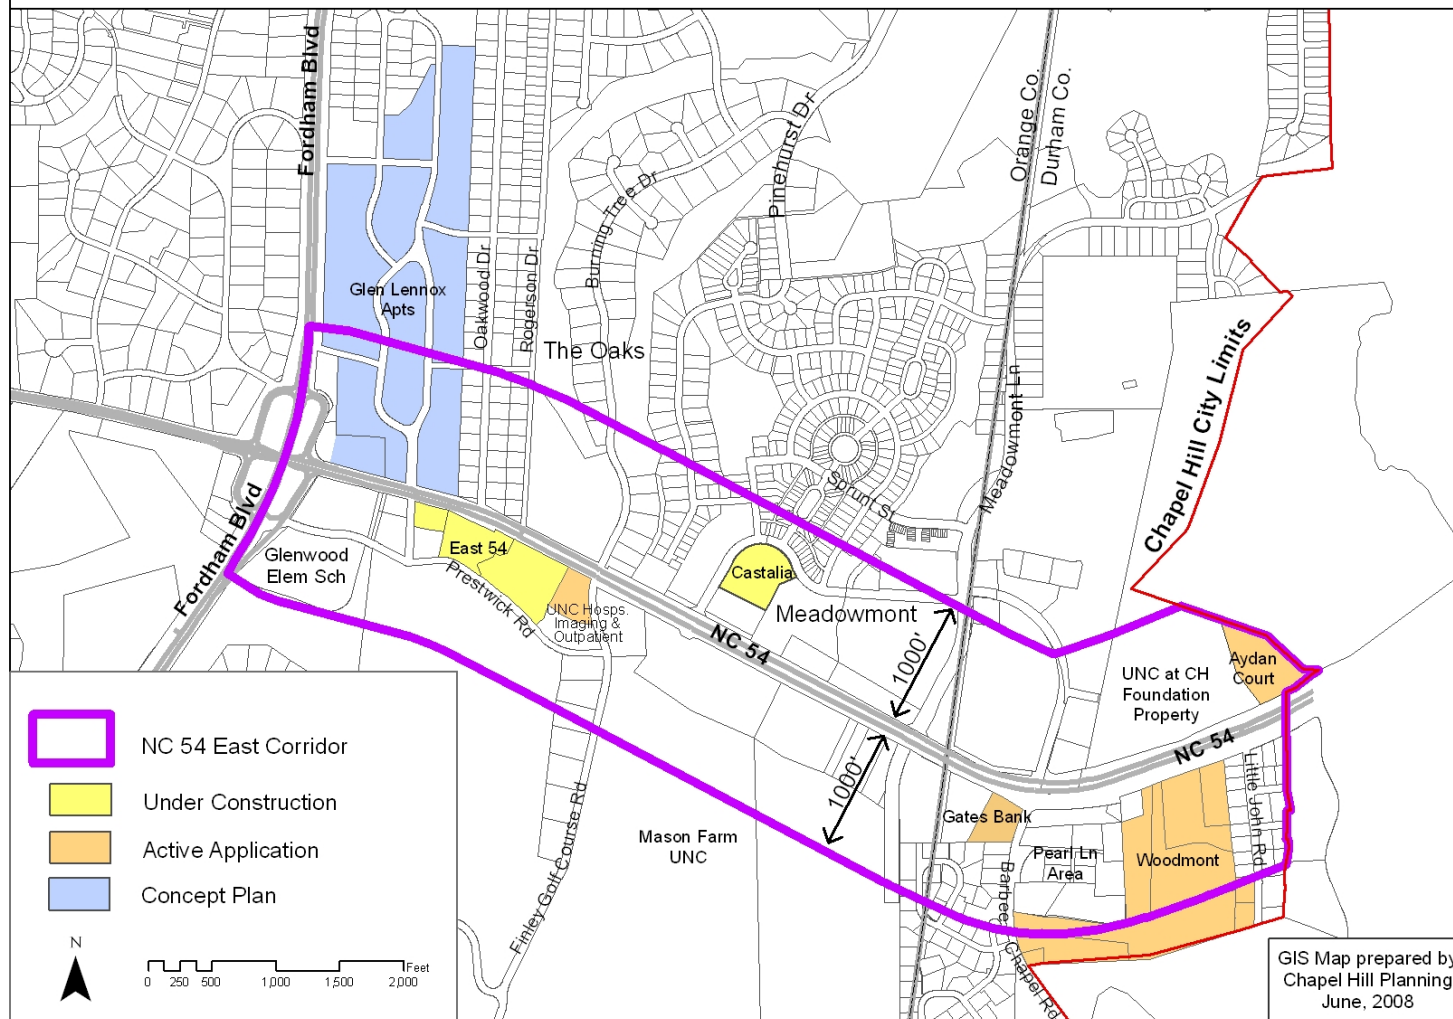 Fordham Blvd
Pinehurst Dr
Orange Co.
Durham Co.
Burning Tree Dr
Glen Lennox
Apts
Oakwood Dr
Rogerson Dr
The Oaks
Chapel Hill City Limits
Meadowmont Ln
Sprunt St
Fordham Blvd
Glenwood
Elem Sch
East 54
Prestwick Rd
UNC Hosps.
Imaging &
Outpatient
Castalia
Meadowmont
NC 54
1000'
1000'
UNC at CH
Foundation
Property
Aydan
Court
NC 54
Little John Rd
Gates Bank
Pearl Ln
Area
Woodmont
Barbee Chapel Rd
Mason Farm
UNC
Finley Golf Course Rd
NC 54 East Corridor
Under Construction
Active Application
Concept Plan
N
0 250 500 1,000 1,500 2,000
Feet
GIS Map prepared by
Chapel Hill Planning
June, 2008